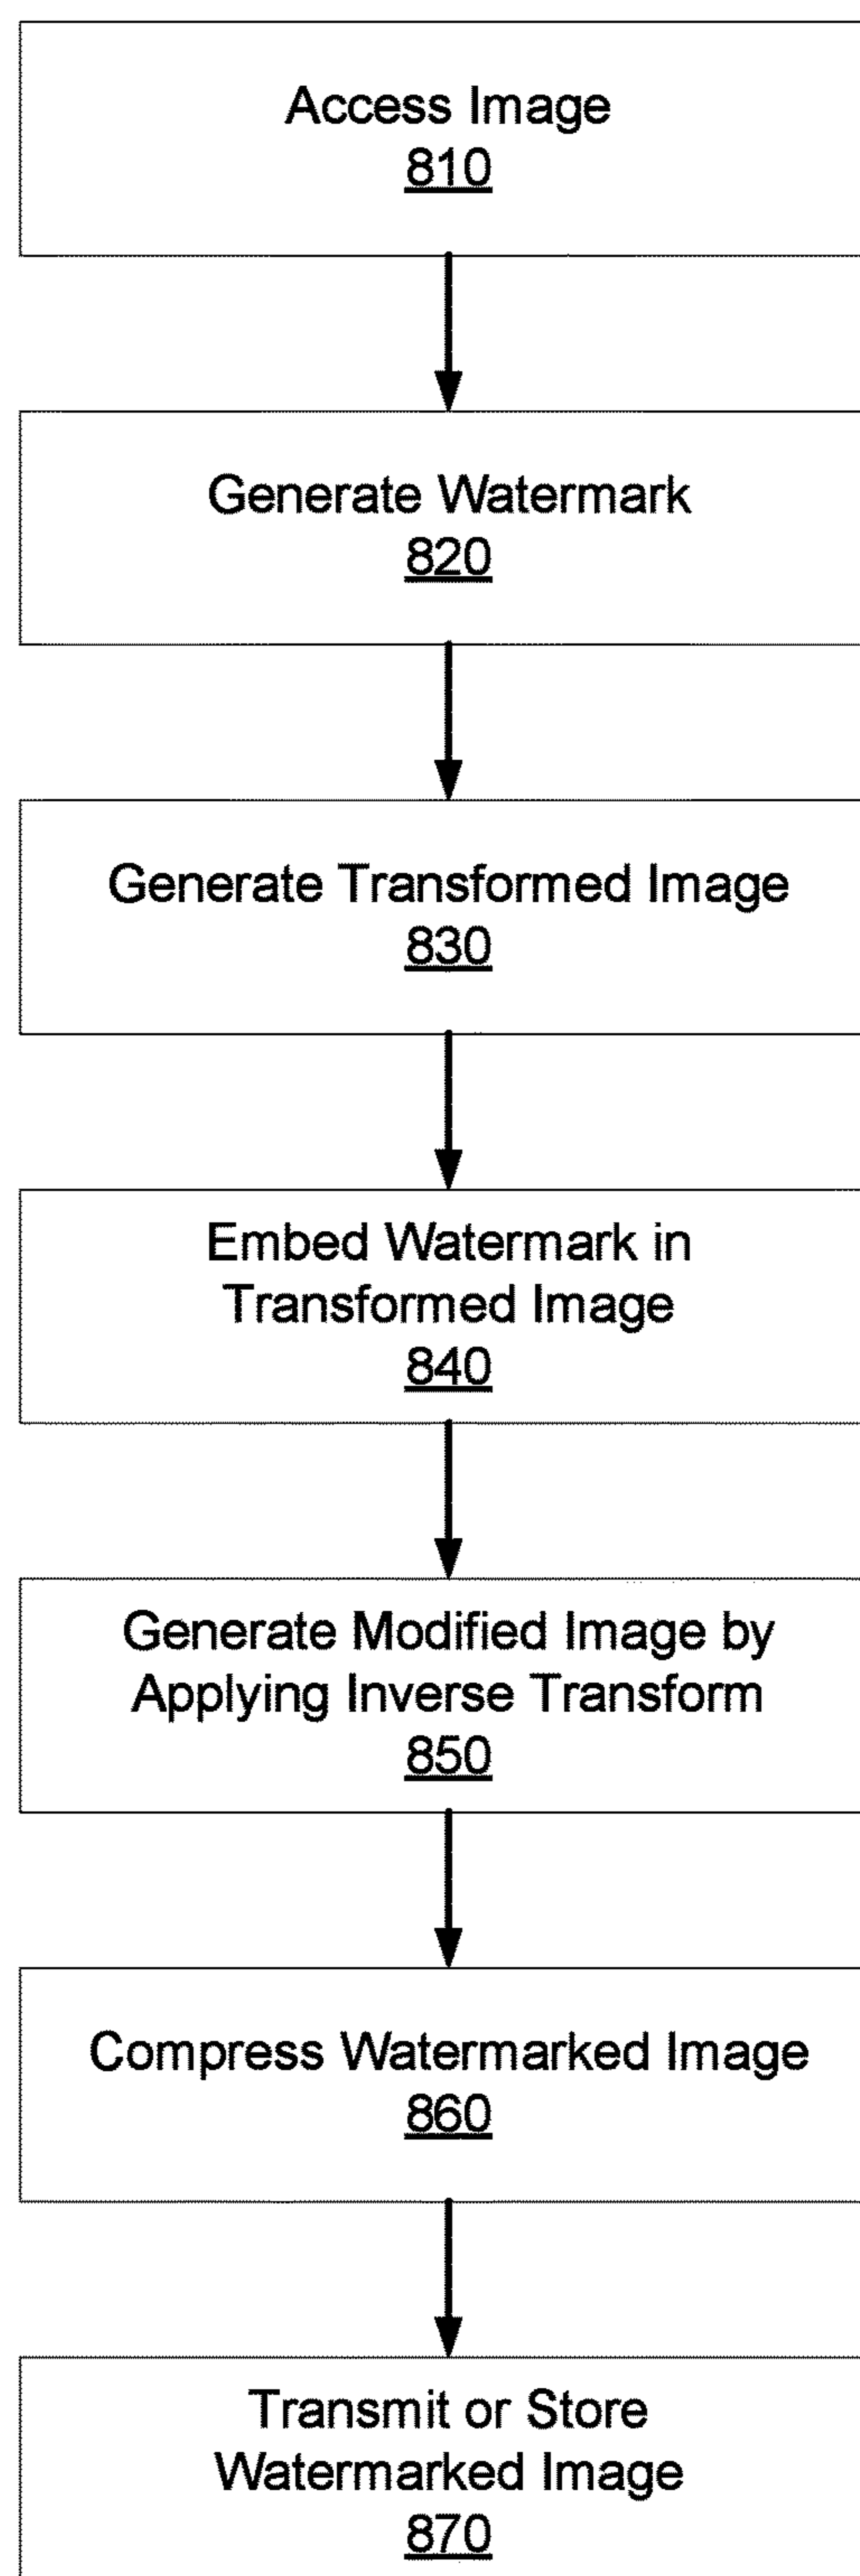 Access Image
810
Generate Watermark
820
Generate Transformed Image
830
Embed Watermark in
Transformed Image
840
Generate Modified Image by
Applying Inverse Transform
850
Compress Watermarked Image
860
Transmit or Store
Watermarked Image
870